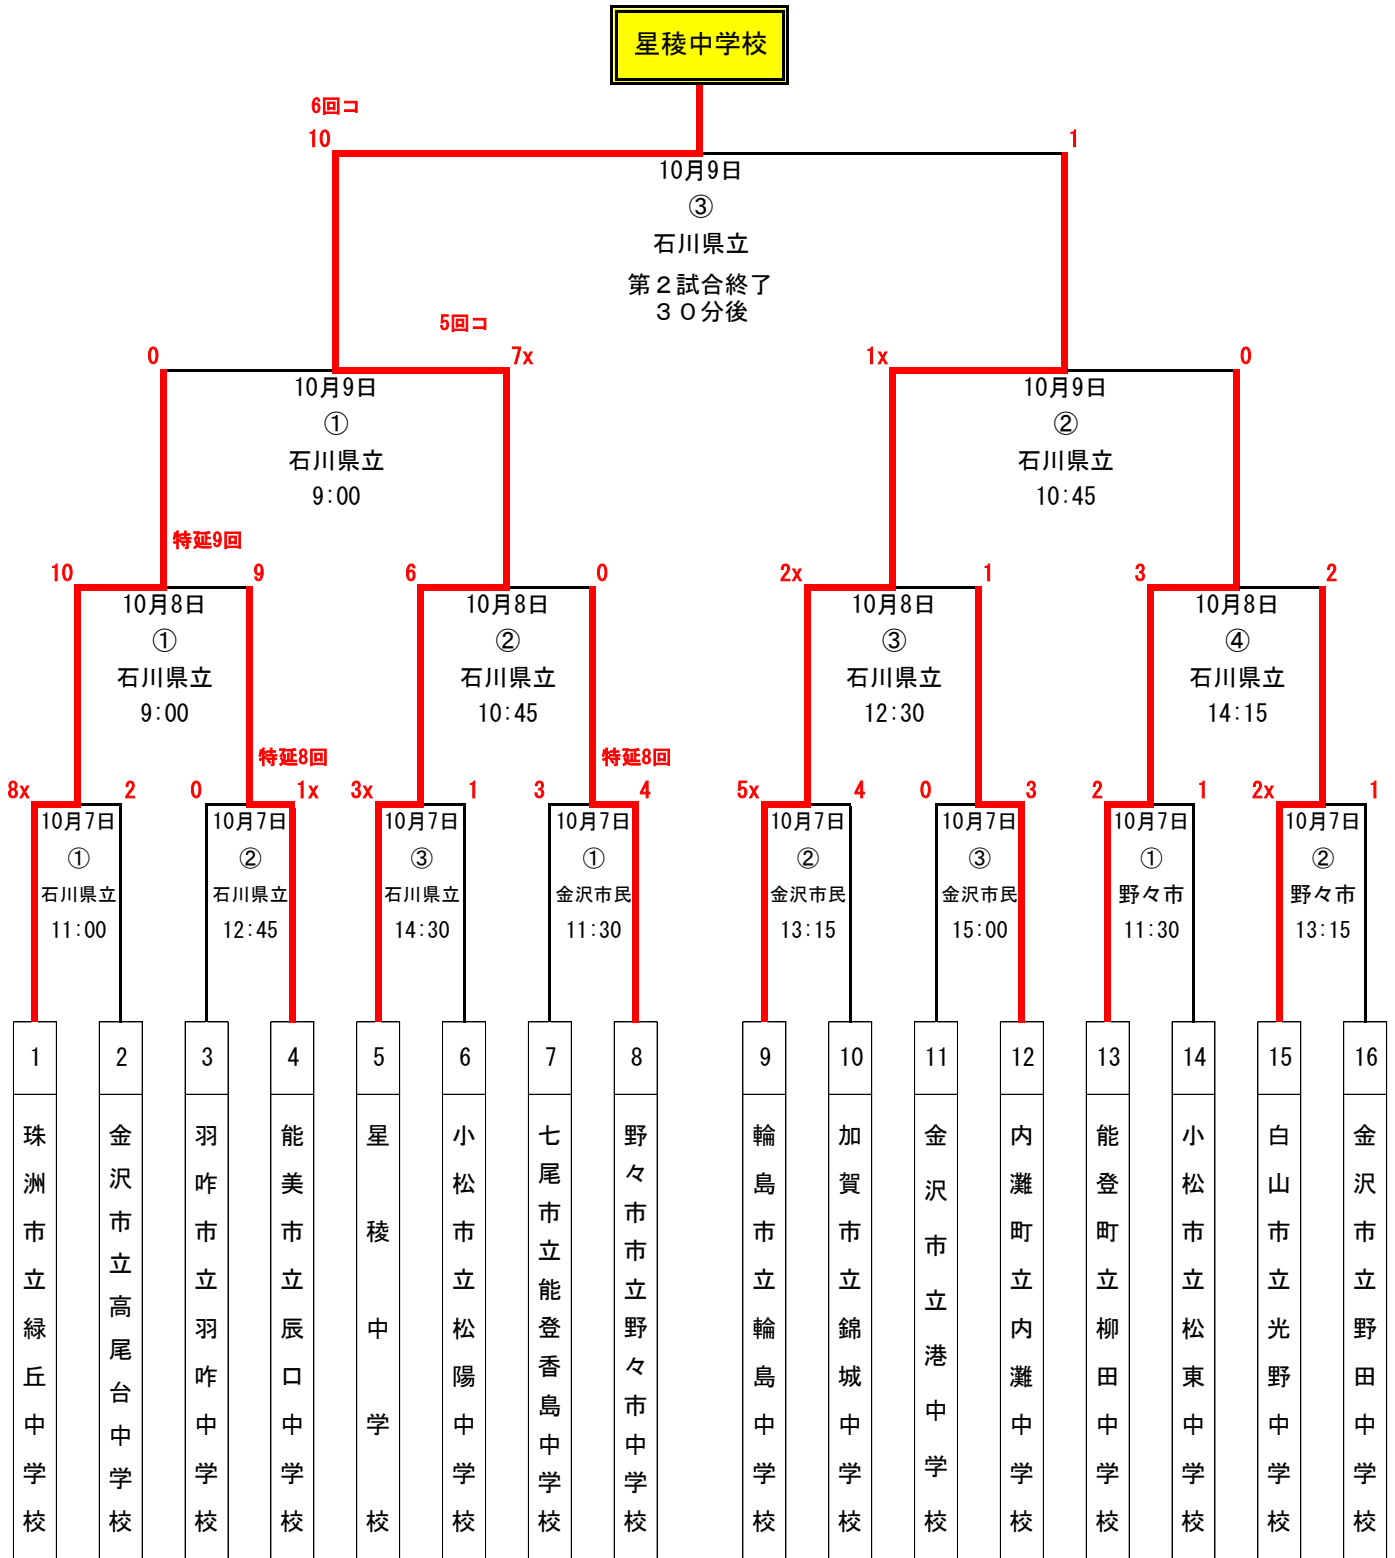 星稜中学校
6回コ
10
1
10月9日
③
石川県立
第２試合終了
３０分後
5回コ
0
7x
1x
0
10月9日
①
石川県立
9:00
10月9日
②
石川県立
10:45
特延9回
10
9
6
0
2x
1
3
2
10月8日
①
石川県立
9:00
10月8日
②
石川県立
10:45
10月8日
③
石川県立
12:30
10月8日
④
石川県立
14:15
特延8回
特延8回
8x
2
0
1x
3x
1
3
4
5x
4
0
3
2
1
2x
1
10月7日
①
石川県立
11:00
10月7日
②
石川県立
12:45
10月7日
③
石川県立
14:30
10月7日
①
金沢市民
11:30
10月7日
②
金沢市民
13:15
10月7日
③
金沢市民
15:00
10月7日
①
野々市
11:30
10月7日
②
野々市
13:15
1
珠洲市立緑丘中学校
2
金沢市立高尾台中学校
3
羽咋市立羽咋中学校
4
能美市立辰口中学校
5
星稜中学校
6
小松市立松陽中学校
7
七尾市立能登香島中学校
8
野々市市立野々市中学校
9
輪島市立輪島中学校
10
加賀市立錦城中学校
11
金沢市立港中学校
12
内灘町立内灘中学校
13
能登町立柳田中学校
14
小松市立松東中学校
15
白山市立光野中学校
16
金沢市立野田中学校